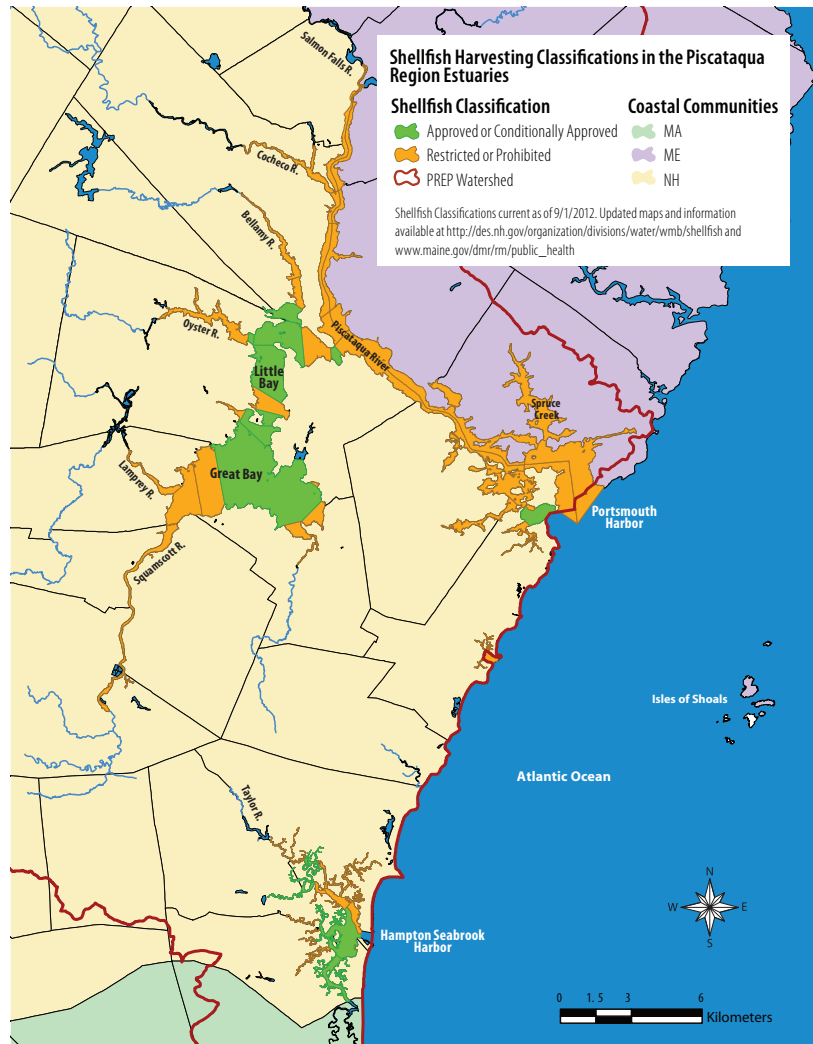 Shellfish Harvesting Classifications in the Piscataqua
Region Estuaries
Shellfish Classification
Approved or Conditionally Approved
Restricted or Prohibited
PREP Watershed
Coastal Communities
MA
ME
NH
Shellfish Classifications current as of 9/1/2012. Updated maps and information
available at http://des.nh.gov/organization/divisions/water/wmb/shellfish and
www.maine.gov/dmr/rm/public_health
Salmon Falls R.
Cocheco R.
Bellamy R.
Oyster R.
Piscataqua River
Little
Bay
Spruce
Creek
Lamprey R.
Great Bay
Portsmouth
Harbor
Squamscott R.
Isles of Shoals
Atlantic Ocean
Taylor R.
Hampton Seabrook
Harbor
N
W
E
S
0 1.5 3 6
Kilometers